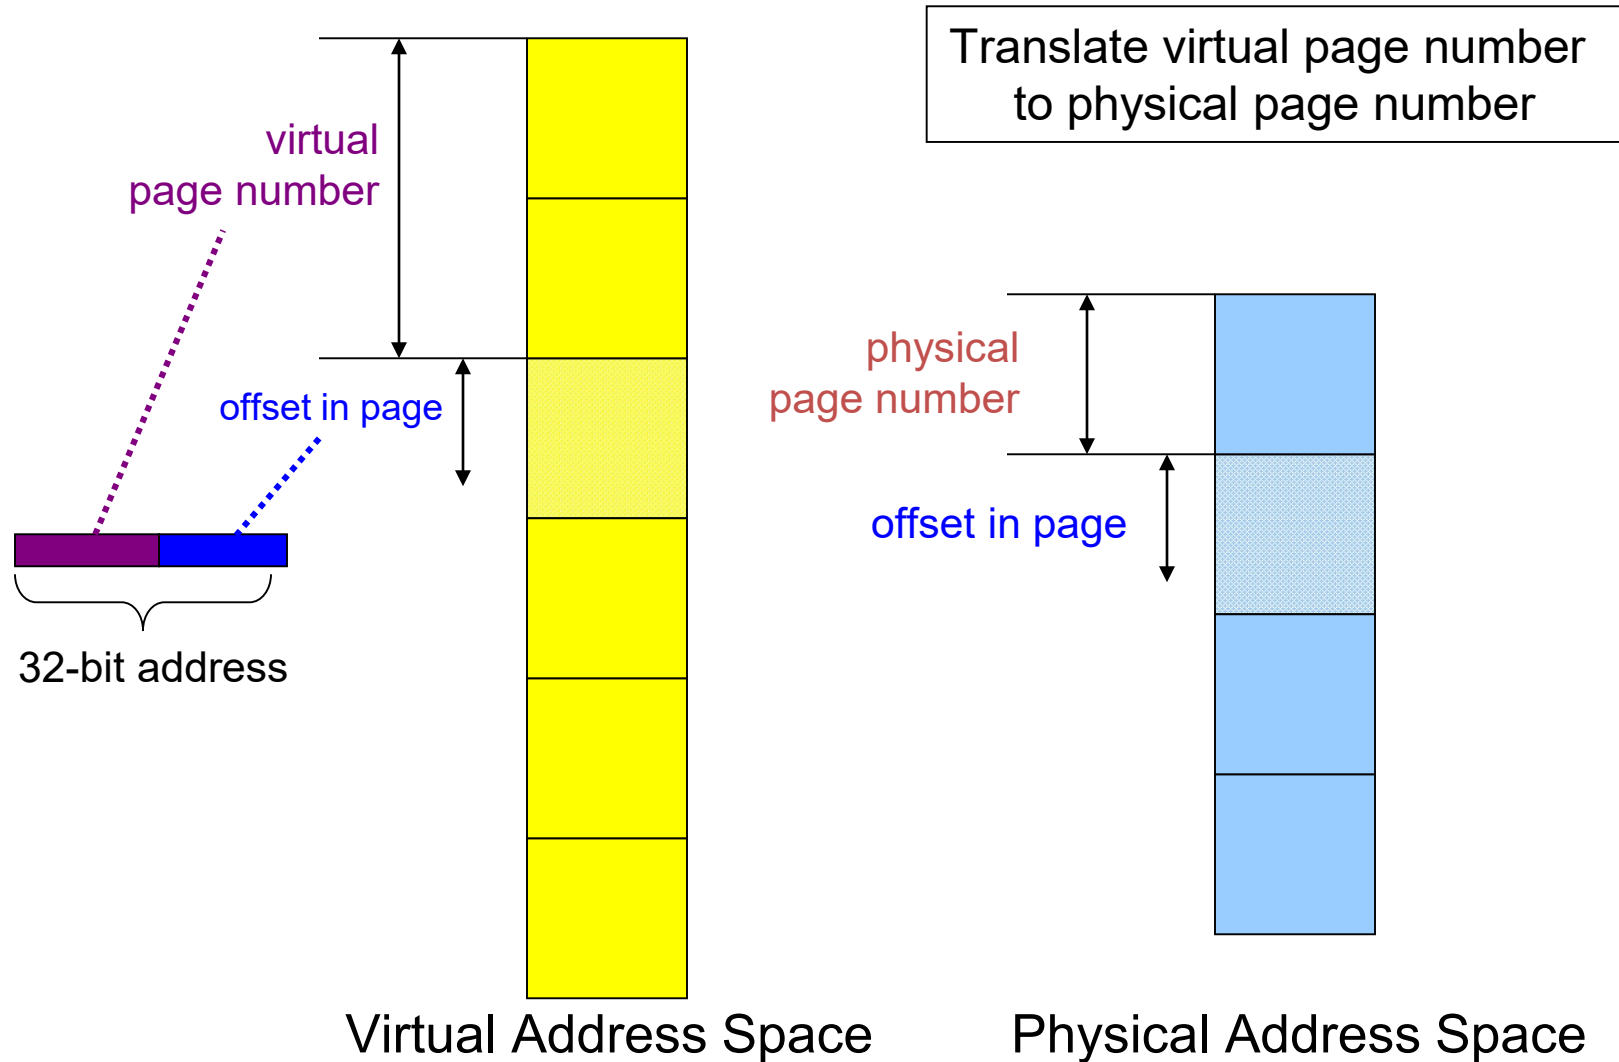 Translate virtual page number
to physical page number
virtual
page number
offset in page
32-bit address
physical
page number
offset in page
Virtual Address Space
Physical Address Space